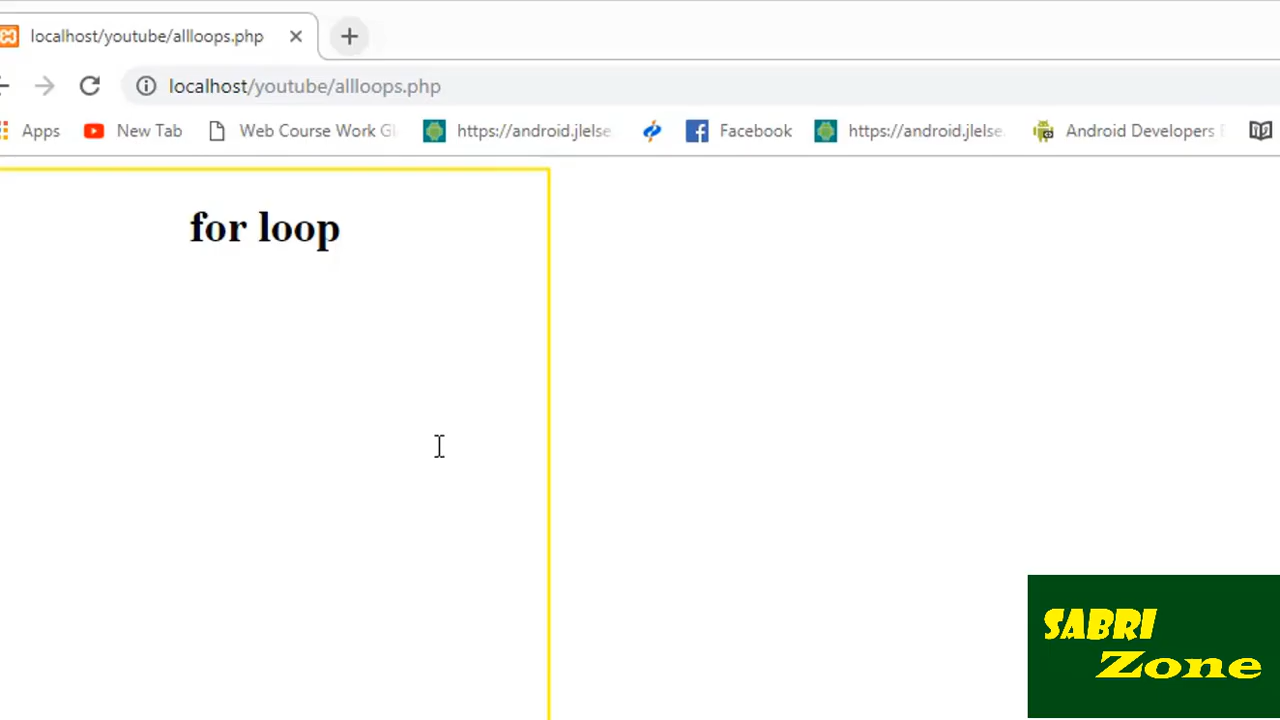 localhost/youtube/allloops.php
localhost/youtube/allloops.php
Apps New Tab Web Course Work Gl https://android.jlelse Facebook https://android.jlelse. Android Developers
for loop
SABRI
Zone